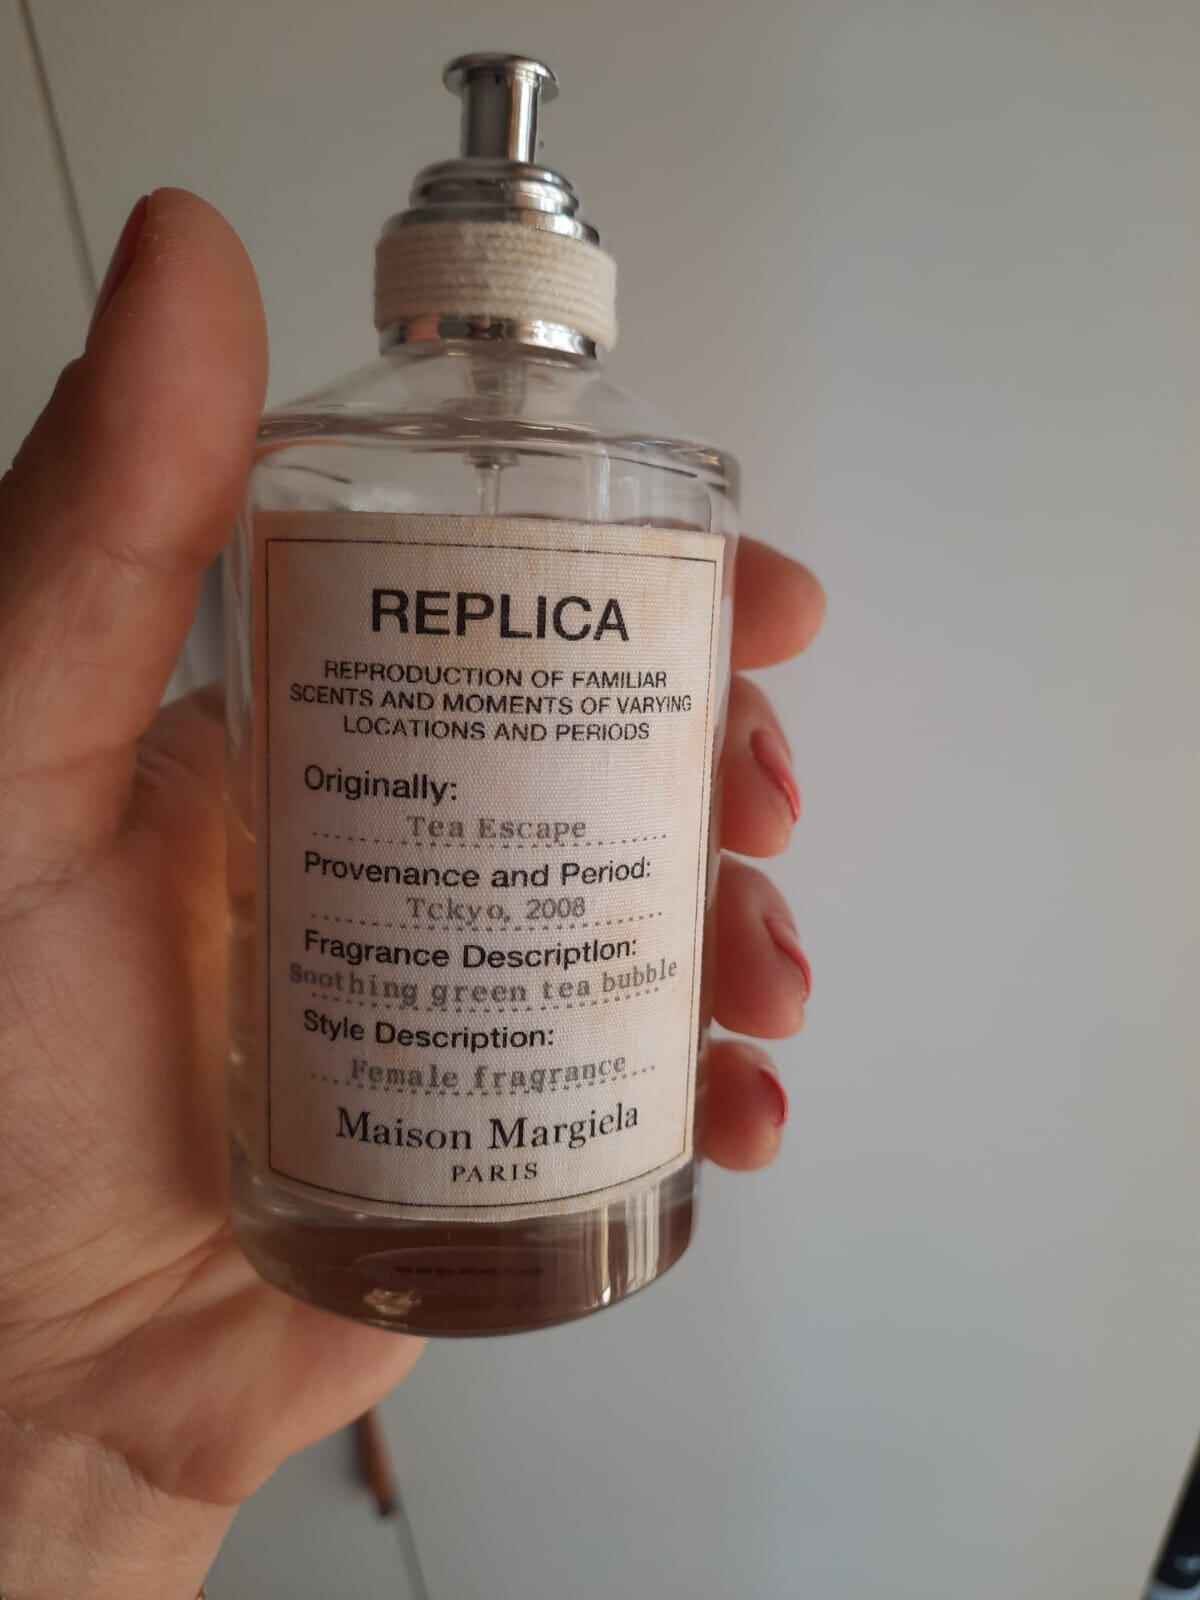 REPLICA
REPRODUCTION OF FAMILIAR
SCENTS AND MOMENTS OF VARYING
LOCATIONS AND PERIODS
Originally:
Tea Escape
Provenance and Period:
Tckyo, 2008
Fragrance Description:
Soothing green tea bubble
Style Description:
Female fragrance
Maison Margiela
PARIS